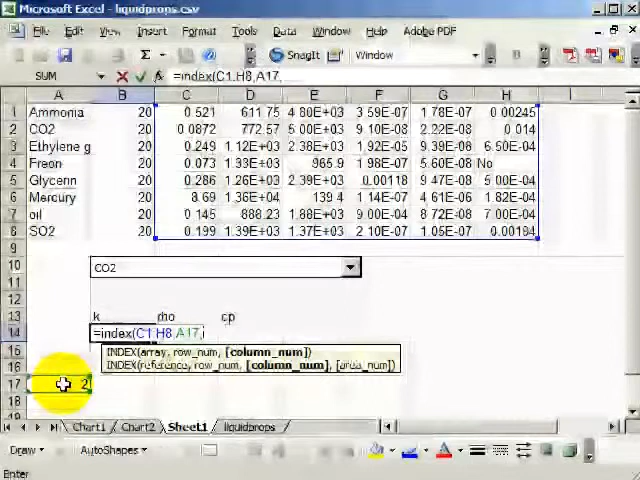 Microsoft Excel - liquidprops.csv
File Edit View Insert Format Tools Data Window Help Adobe PDF
Σ SnagIt Window
SUM =index(C1:H8,A17,
A B C D E F G H
1 Ammonia 20 0.521 611.75 4.80E+03 3.59E-07 1.78E-07 0.00245
2 CO2 20 0.0872 772.57 5.00E+03 9.10E-08 2.22E-08 0.014
3 Ethylene g 20 0.249 1.12E+03 2.38E+03 1.92E-05 9.39E-08 6.50E-04
4 Freon 20 0.073 1.33E+03 965.9 1.98E-07 5.60E-08 No
5 Glycerin 20 0.286 1.26E+03 2.39E+03 0.00118 9.47E-08 5.00E-04
6 Mercury 20 8.69 1.36E+04 139.4 1.14E-07 4.61E-06 1.82E-04
7 oil 20 0.145 888.23 1.88E+03 9.00E-04 8.72E-08 7.00E-04
8 SO2 20 0.199 1.39E+03 1.37E+03 2.10E-07 1.05E-07 0.00194
9
10 CO2
11
12
13 k rho cp
14 =index(C1:H8,A17,
15 INDEX(array, row_num, [column_num])
16 INDEX(reference, row_num, [column_num], [area_num])
17 2
18
19
Chart1 Chart2 Sheet1 liquidprops
Draw AutoShapes A
Enter